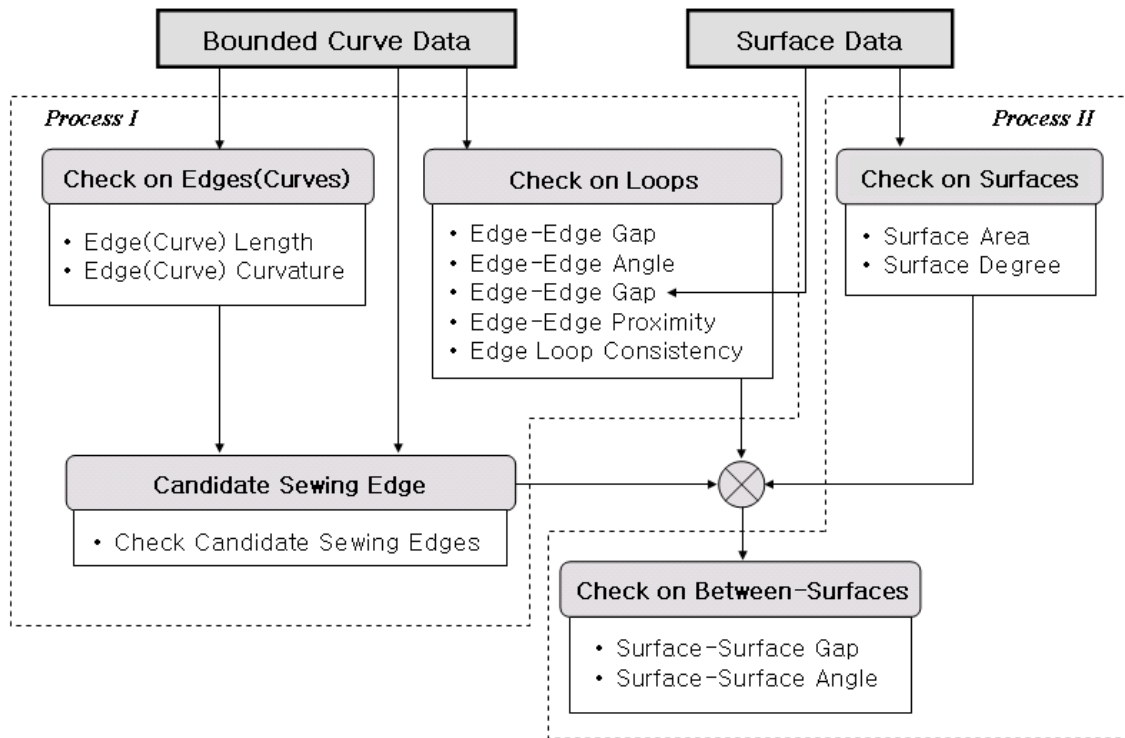 Bounded Curve Data
Surface Data
Process I
Process II
Check on Edges(Curves)
• Edge(Curve) Length
• Edge(Curve) Curvature
Check on Loops
• Edge-Edge Gap
• Edge-Edge Angle
• Edge-Edge Gap
• Edge-Edge Proximity
• Edge Loop Consistency
Check on Surfaces
• Surface Area
• Surface Degree
Candidate Sewing Edge
• Check Candidate Sewing Edges
Check on Between-Surfaces
• Surface-Surface Gap
• Surface-Surface Angle